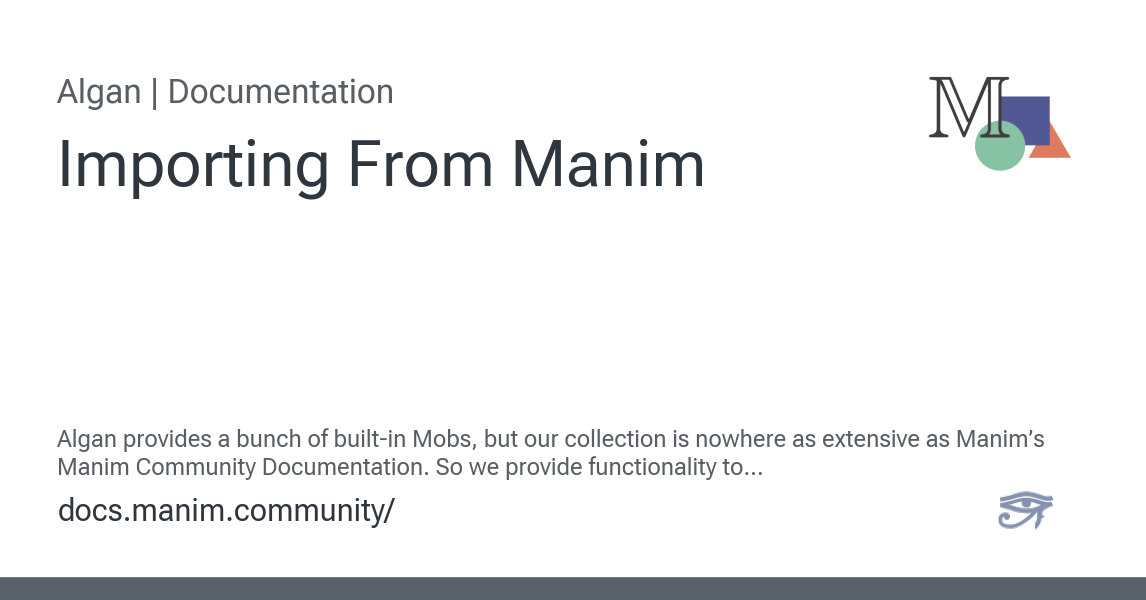 Algan | Documentation
Importing From Manim
M
Algan provides a bunch of built-in Mobs, but our collection is nowhere as extensive as Manim’s
Manim Community Documentation. So we provide functionality to...
docs.manim.community/